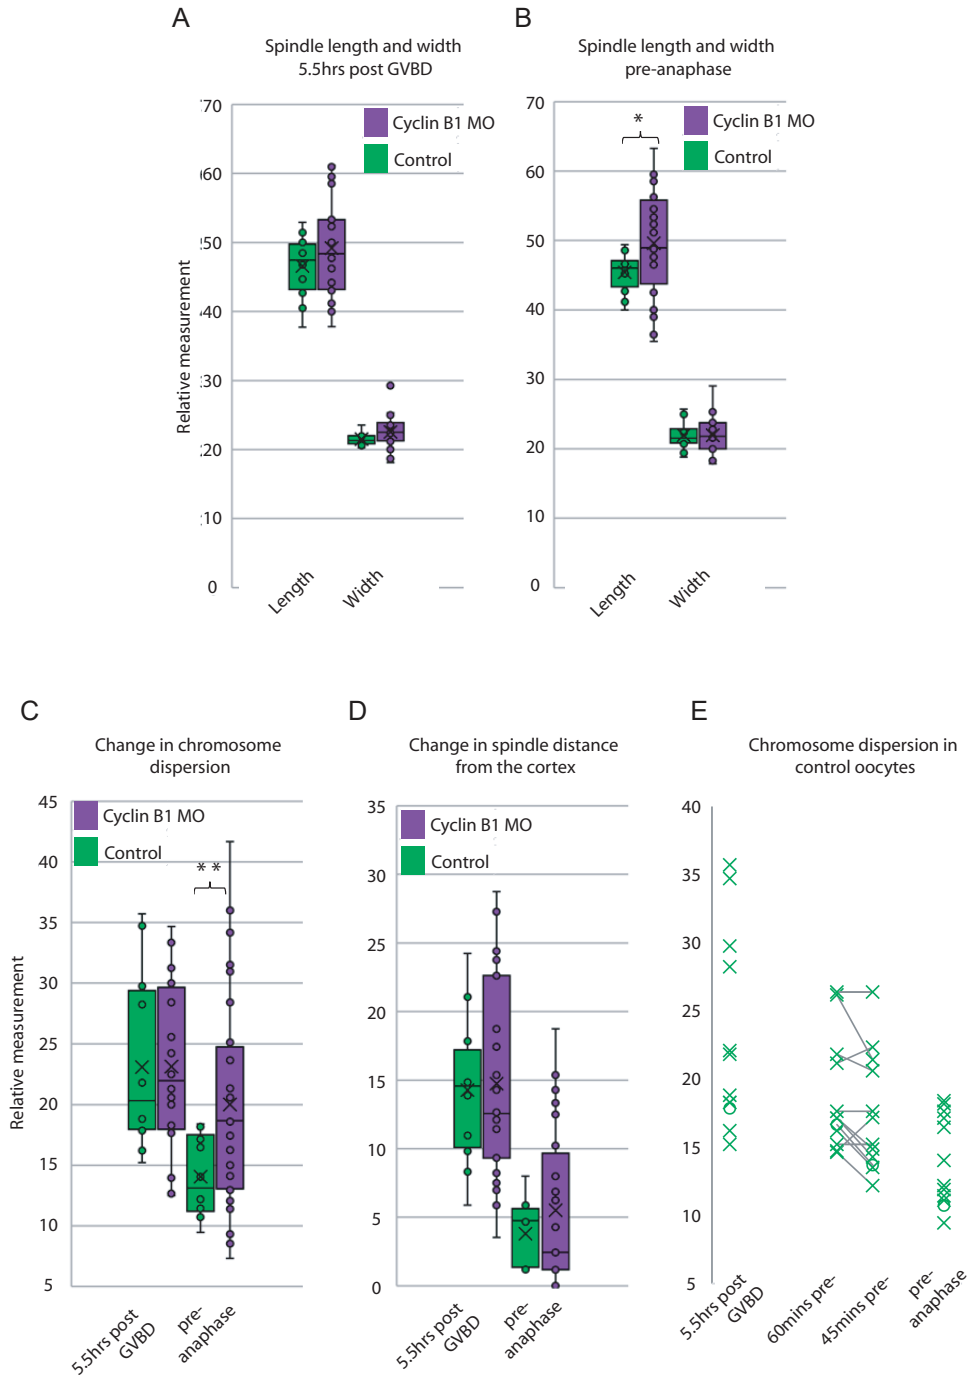 A
Spindle length and width
5.5hrs post GVBD
70
60
50
40
30
20
10
0
Relative measurement
Cyclin B1 MO
Control
Length
Width
B
Spindle length and width
pre-anaphase
70
60
50
40
30
20
10
0
*
Cyclin B1 MO
Control
Length
Width
C
Change in chromosome
dispersion
45
40
35
30
25
20
15
10
5
Relative measurement
Cyclin B1 MO
Control
**
5.5hrs post
GVBD
pre-
anaphase
D
Change in spindle distance
from the cortex
35
30
25
20
15
10
5
0
Cyclin B1 MO
Control
5.5hrs post
GVBD
pre-
anaphase
E
Chromosome dispersion in
control oocytes
40
35
30
25
20
15
10
5
5.5hrs post
GVBD
60mins pre-
45mins pre-
pre-
anaphase